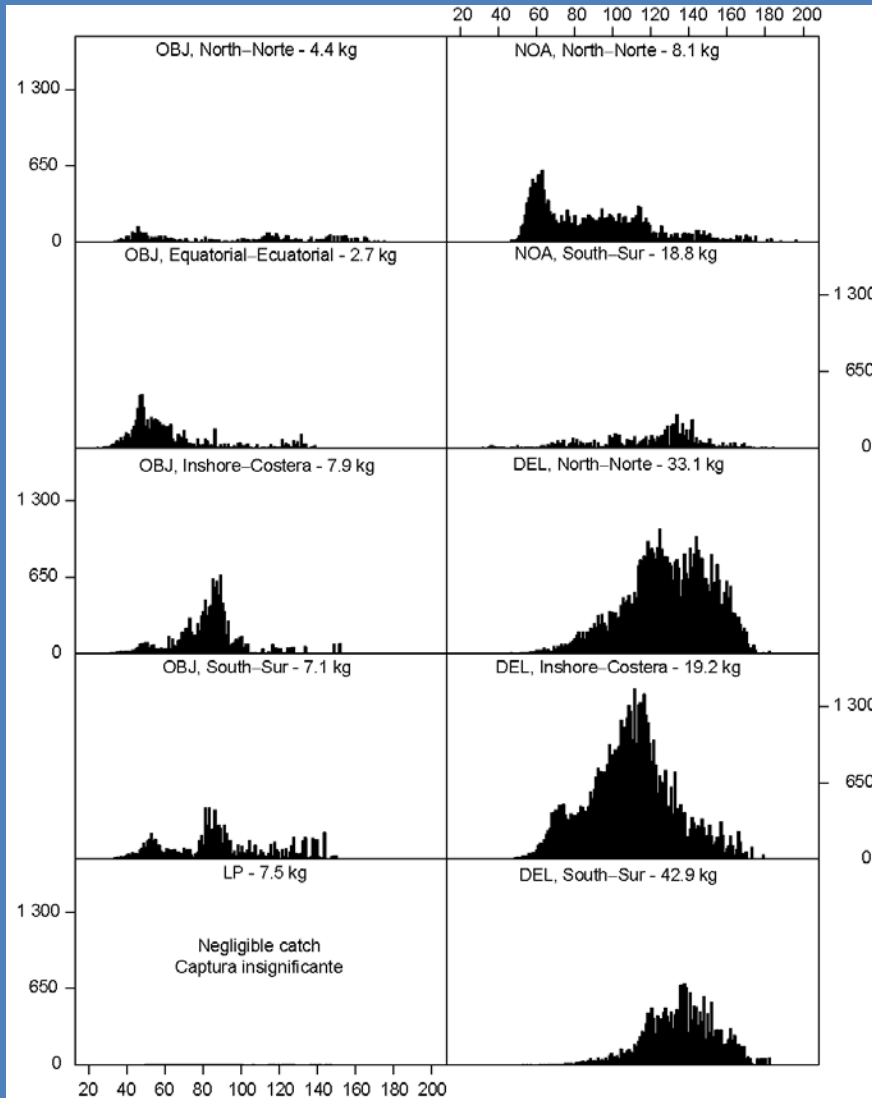 20 40 60 80 100 120 140 160 180 200
OBJ, North–Norte - 4.4 kg
NOA, North–Norte - 8.1 kg
1 300
650
0
OBJ, Equatorial–Ecuatorial - 2.7 kg
NOA, South–Sur - 18.8 kg
1 300
650
0
OBJ, Inshore–Costera - 7.9 kg
DEL, North–Norte - 33.1 kg
1 300
650
0
OBJ, South–Sur - 7.1 kg
DEL, Inshore–Costera - 19.2 kg
1 300
650
0
LP - 7.5 kg
DEL, South–Sur - 42.9 kg
1 300
650
0
Negligible catch
Captura insignificante
20 40 60 80 100 120 140 160 180 200